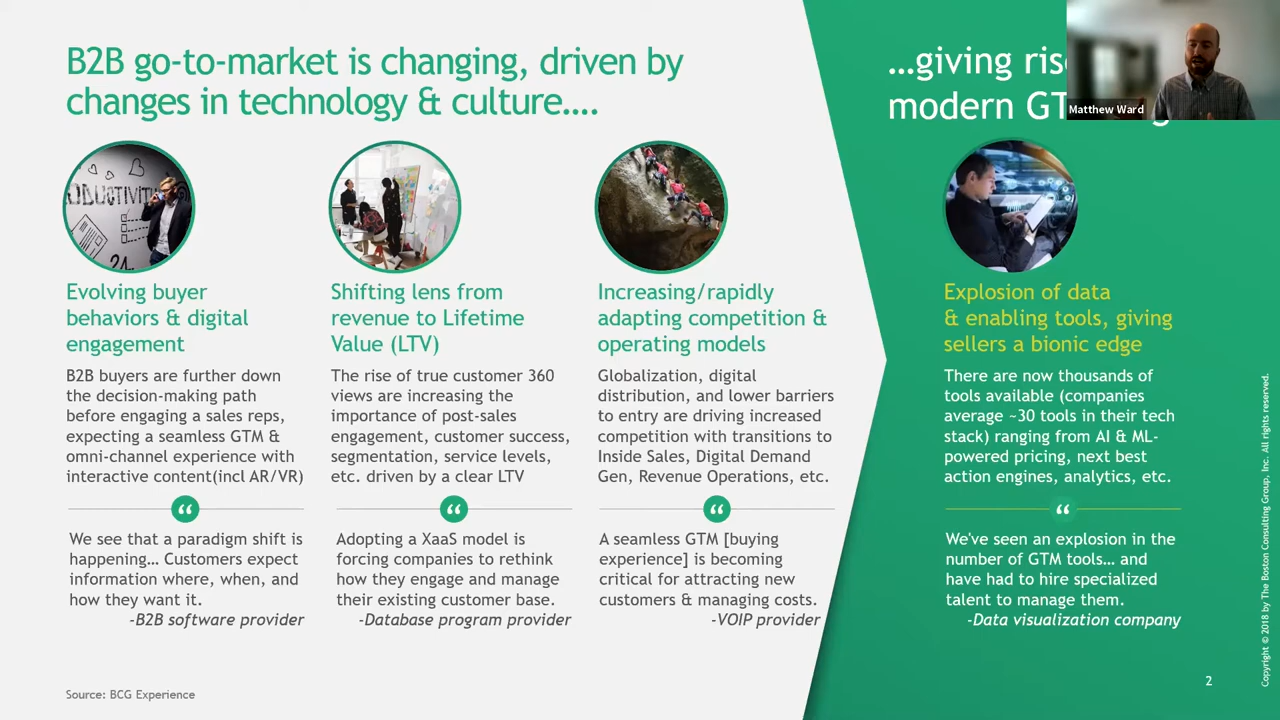 B2B go-to-market is changing, driven by
changes in technology & culture....
...giving
modern
Matthew Ward
Evolving buyer
behaviors & digital
engagement
B2B buyers are further down
the decision-making path
before engaging a sales reps,
expecting a seamless GTM &
omni-channel experience with
interactive content(incl AR/VR)
“
We see that a paradigm shift is
happening... Customers expect
information where, when, and
how they want it.
-B2B software provider
Shifting lens from
revenue to Lifetime
Value (LTV)
The rise of true customer 360
views are increasing the
importance of post-sales
engagement, customer success,
segmentation, service levels,
etc. driven by a clear LTV
“
Adopting a XaaS model is
forcing companies to rethink
how they engage and manage
their existing customer base.
-Database program provider
Increasing/rapidly
adapting competition &
operating models
Globalization, digital
distribution, and lower barriers
to entry are driving increased
competition with transitions to
Inside Sales, Digital Demand
Gen, Revenue Operations, etc.
“
A seamless GTM [buying
experience] is becoming
critical for attracting new
customers & managing costs.
-VOIP provider
Explosion of data
& enabling tools, giving
sellers a bionic edge
There are now thousands of
tools available (companies
average ~30 tools in their tech
stack) ranging from AI & ML-
powered pricing, next best
action engines, analytics, etc.
“
We've seen an explosion in the
number of GTM tools... and
have had to hire specialized
talent to manage them.
-Data visualization company
Source: BCG Experience
2
Copyright © 2018 by The Boston Consulting Group, Inc. All rights reserved.